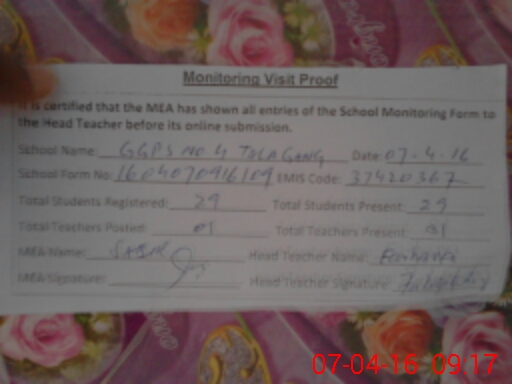 Monitoring Visit Proof
It is certified that the MEA has shown all entries of the School Monitoring Form to
the Head Teacher before its online submission.
School Name: GGPS NO 4 TALA GANG Date: 07-4-16
School Form No: 1604070916109 EMIS Code: 37420367
Total Students Registered: 29 Total Students Present: 29
Total Teachers Posted: 01 Total Teachers Present: 01
MEA Name: SABIR Head Teacher Name:
MEA Signature: Head Teacher Signature:
07-04-16 09:17